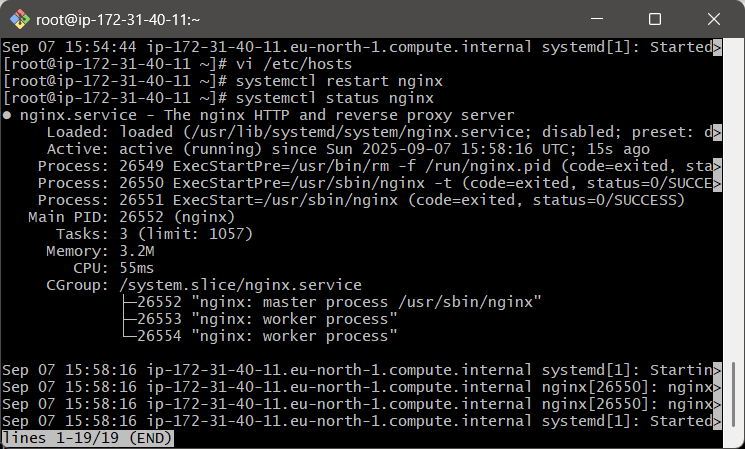 root@ip-172-31-40-11:~
Sep 07 15:54:44 ip-172-31-40-11.eu-north-1.compute.internal systemd[1]: Started>
[root@ip-172-31-40-11 ~]# vi /etc/hosts
[root@ip-172-31-40-11 ~]# systemctl restart nginx
[root@ip-172-31-40-11 ~]# systemctl status nginx
● nginx.service - The nginx HTTP and reverse proxy server
     Loaded: loaded (/usr/lib/systemd/system/nginx.service; disabled; preset: d>
     Active: active (running) since Sun 2025-09-07 15:58:16 UTC; 15s ago
    Process: 26549 ExecStartPre=/usr/bin/rm -f /run/nginx.pid (code=exited, sta>
    Process: 26550 ExecStartPre=/usr/sbin/nginx -t (code=exited, status=0/SUCCE>
    Process: 26551 ExecStart=/usr/sbin/nginx (code=exited, status=0/SUCCESS)
   Main PID: 26552 (nginx)
      Tasks: 3 (limit: 1057)
     Memory: 3.2M
        CPU: 55ms
     CGroup: /system.slice/nginx.service
             ├─26552 "nginx: master process /usr/sbin/nginx"
             ├─26553 "nginx: worker process"
             └─26554 "nginx: worker process"
Sep 07 15:58:16 ip-172-31-40-11.eu-north-1.compute.internal systemd[1]: Startin>
Sep 07 15:58:16 ip-172-31-40-11.eu-north-1.compute.internal nginx[26550]: nginx>
Sep 07 15:58:16 ip-172-31-40-11.eu-north-1.compute.internal nginx[26550]: nginx>
Sep 07 15:58:16 ip-172-31-40-11.eu-north-1.compute.internal systemd[1]: Started>
lines 1-19/19 (END)